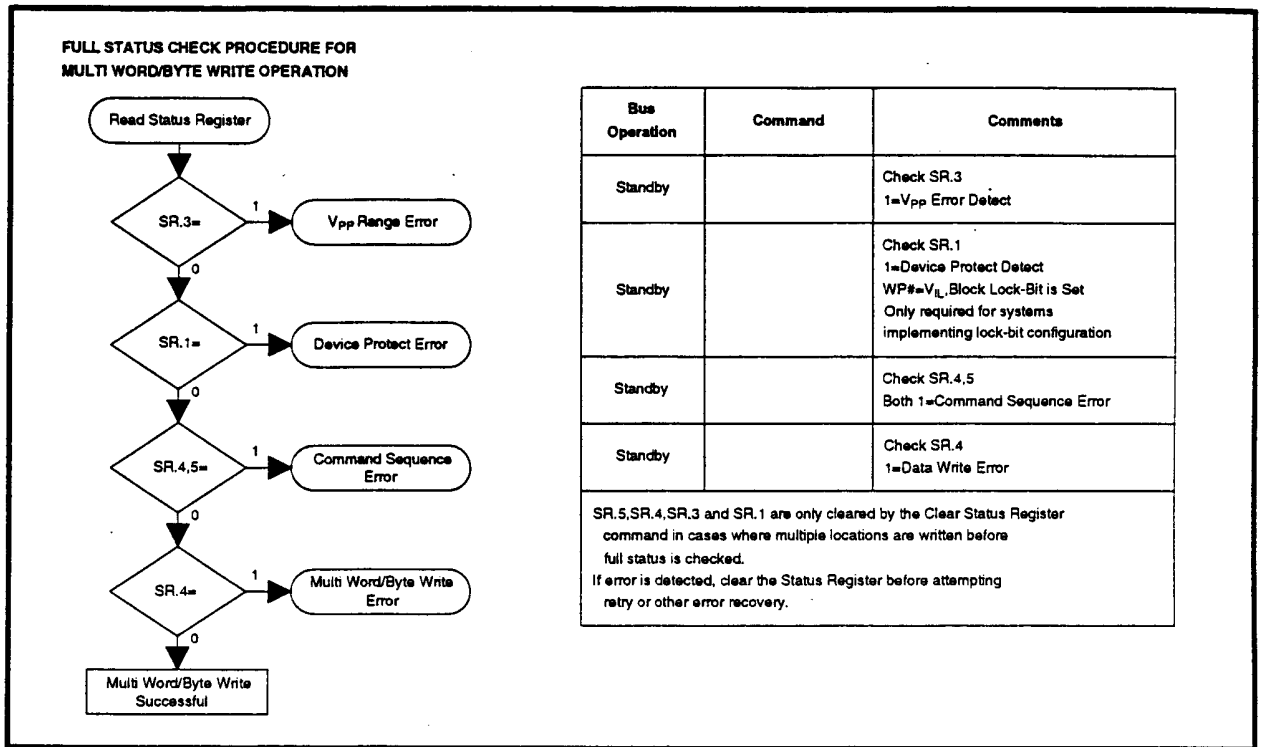 FULL STATUS CHECK PROCEDURE FOR
MULTI WORD/BYTE WRITE OPERATION
Read Status Register
SR.3=
1
VPP Range Error
0
SR.1=
1
Device Protect Error
0
SR.4,5=
1
Command Sequence
Error
0
SR.4=
1
Multi Word/Byte Write
Error
0
Multi Word/Byte Write
Successful
Bus
Operation
Command
Comments
Standby
Check SR.3
1=VPP Error Detect
Standby
Check SR.1
1=Device Protect Detect
WP#=VIL,Block Lock-Bit is Set
Only required for systems
implementing lock-bit configuration
Standby
Check SR.4,5
Both 1=Command Sequence Error
Standby
Check SR.4
1=Data Write Error
SR.5,SR.4,SR.3 and SR.1 are only cleared by the Clear Status Register
command in cases where multiple locations are written before
full status is checked.
If error is detected, clear the Status Register before attempting
retry or other error recovery.